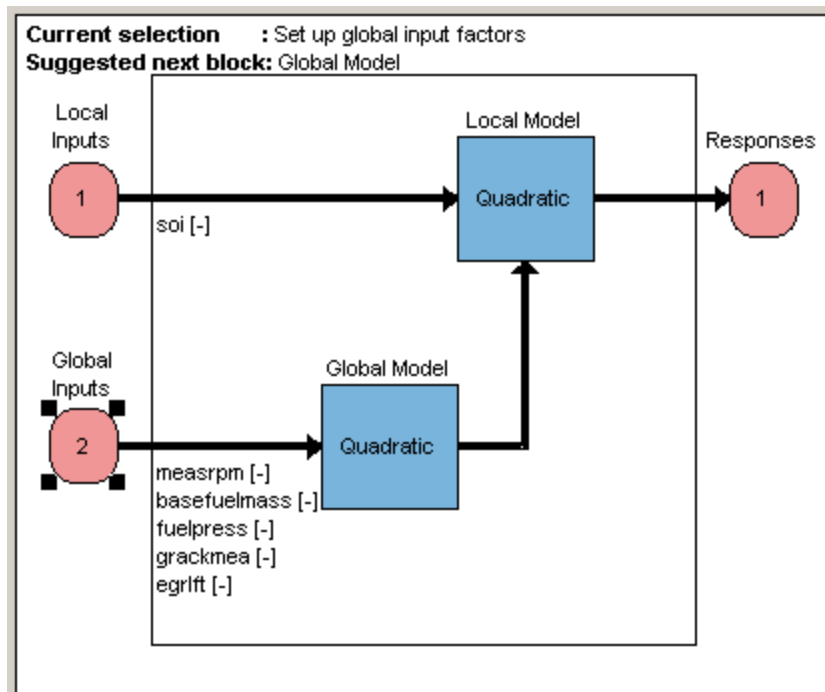 Current selection : Set up global input factors
Suggested next block: Global Model
Local
Inputs
1
soi [-]
Local Model
Quadratic
Responses
1
Global
Inputs
2
measrpm [-]
basefuelmass [-]
fuelpress [-]
grackmea [-]
egrlft [-]
Global Model
Quadratic